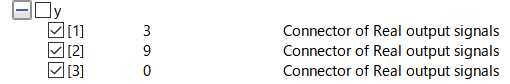 y
[1] 3 Connector of Real output signals
[2] 9 Connector of Real output signals
[3] 0 Connector of Real output signals